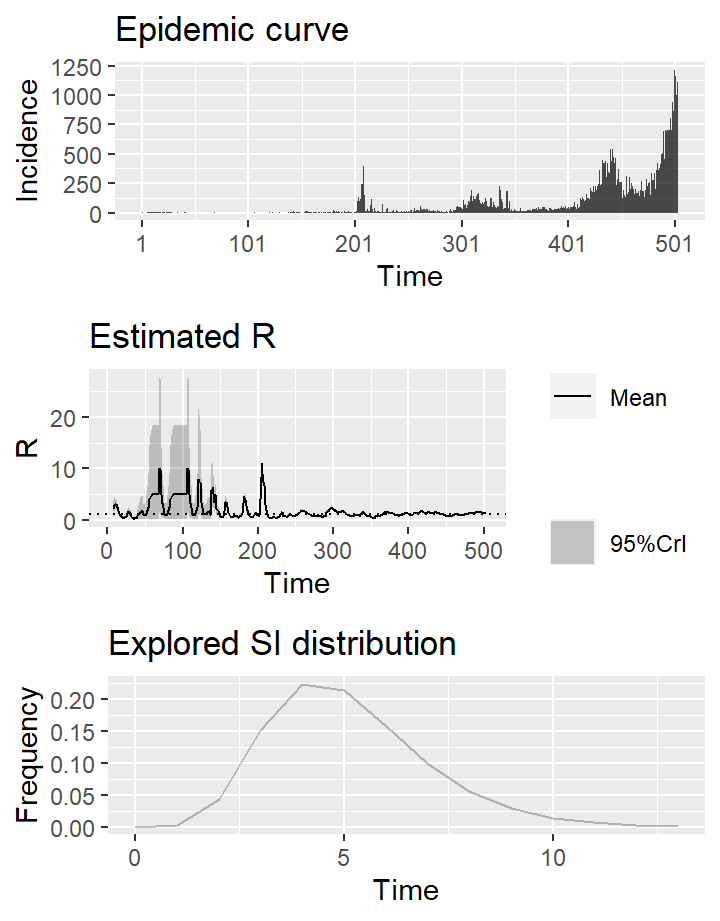 Epidemic curve
Incidence
1250
1000
750
500
250
0
1 101 201 301 401 501
Time
Estimated R
R
20
10
0
0 100 200 300 400 500
Time
Mean
95%CrI
Explored SI distribution
Frequency
0.20
0.15
0.10
0.05
0.00
0 5 10
Time